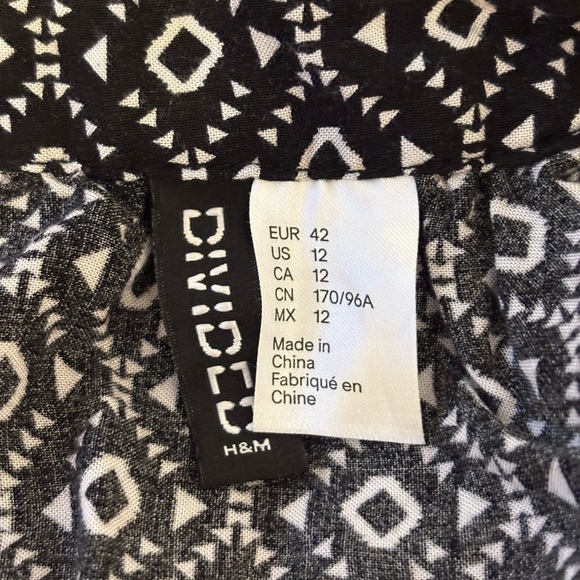 DIVIDED
H&M
EUR 42
US 12
CA 12
CN 170/96A
MX 12
Made in
China
Fabriqué en
Chine